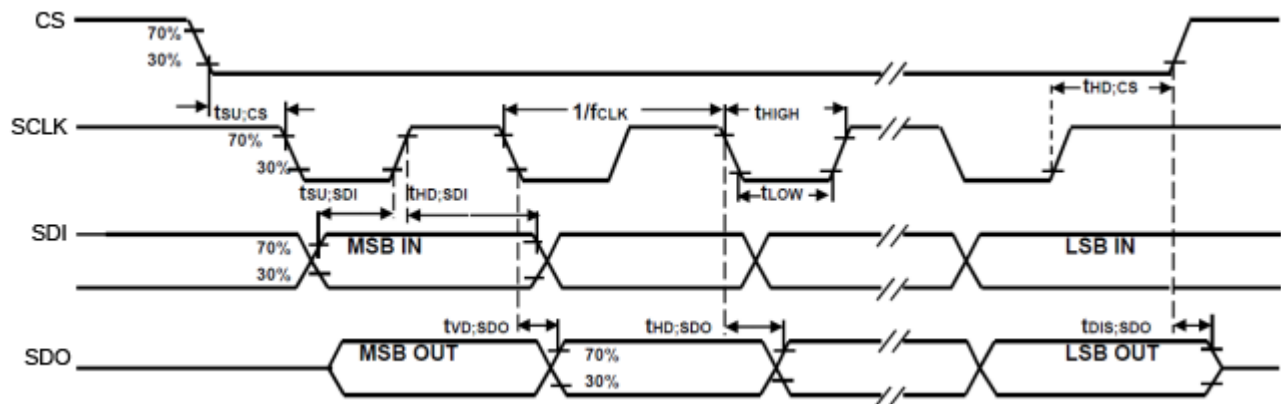 CS
70%
30%
tSU;CS
1/fCLK
tHIGH
tHD;CS
SCLK
70%
30%
tSU;SDI
tHD;SDI
tLOW
SDI
70%
30%
MSB IN
LSB IN
tVD;SDO
tHD;SDO
tDIS;SDO
SDO
MSB OUT
70%
30%
LSB OUT